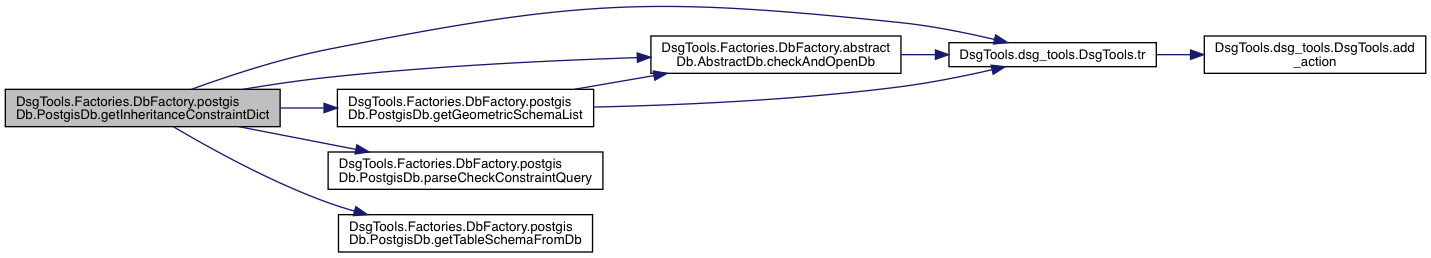 DsgTools.Factories.DbFactory.postgis
Db.PostgisDb.getInheritanceConstraintDict
DsgTools.Factories.DbFactory.abstract
Db.AbstractDb.checkAndOpenDb
DsgTools.dsg_tools.DsgTools.tr
DsgTools.dsg_tools.DsgTools.add
_action
DsgTools.Factories.DbFactory.postgis
Db.PostgisDb.getGeometricSchemaList
DsgTools.Factories.DbFactory.postgis
Db.PostgisDb.parseCheckConstraintQuery
DsgTools.Factories.DbFactory.postgis
Db.PostgisDb.getTableSchemaFromDb